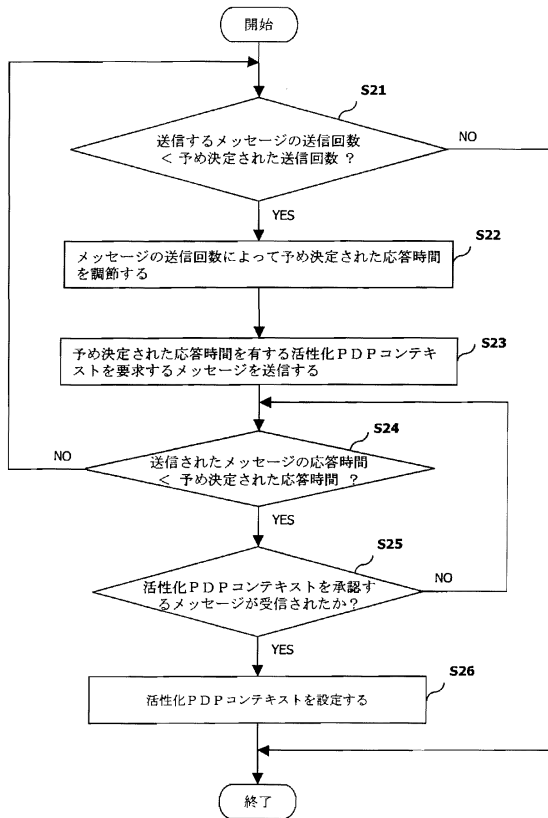 開始
S21
送信するメッセージの送信回数
< 予め決定された送信回数 ?
NO
YES
S22
メッセージの送信回数によって予め決定された応答時間
を調節する
S23
予め決定された応答時間を有する活性化PDPコンテキ
ストを要求するメッセージを送信する
S24
NO
送信されたメッセージの応答時間
< 予め決定された応答時間 ?
YES
S25
活性化PDPコンテキストを承認す
るメッセージが受信されたか?
NO
YES
S26
活性化PDPコンテキストを設定する
終了